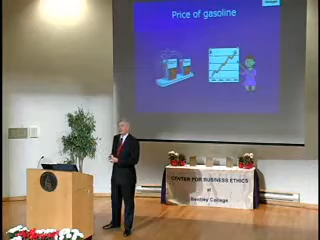 Price of gasoline
CENTER FOR BUSINESS ETHICS
at
Bentley College